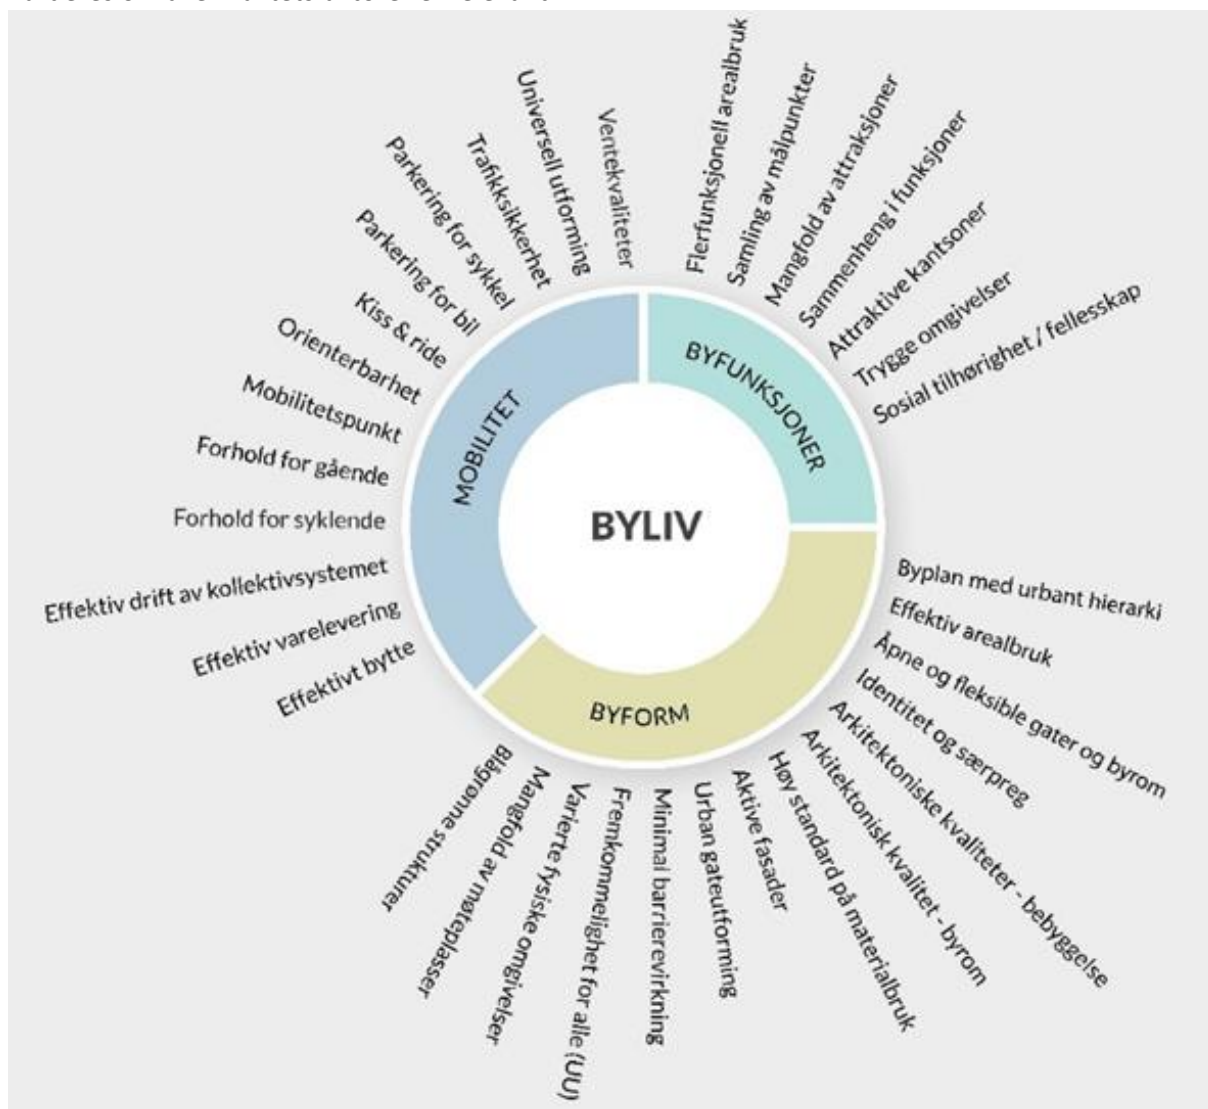 BYLIV
BYFUNKSJONER
Flerfunksjonell arealbruk
Samling av målpunkter
Mangfold av attraksjoner
Sammenheng i funksjoner
Attraktive kantsoner
Trygge omgivelser
Sosial tilhørighet / fellesskap
BYFORM
Byplan med urbant hierarki
Effektiv arealbruk
Åpne og fleksible gater og byrom
Identitet og særpreg
Arkitektoniske kvaliteter - bebyggelse
Arkitektonisk kvalitet - byrom
Høy standard på materialbruk
Aktive fasader
Urban gateutforming
Minimal barrierevirkning
Fremkommelighet for alle (UU)
Varierte fysiske omgivelser
Mangfold av møteplasser
Blågrønne strukturer
MOBILITET
Effektivt bytte
Effektiv varelevering
Effektiv drift av kollektivsystemet
Forhold for syklende
Forhold for gående
Mobilitetspunkt
Orienterbarhet
Kiss & ride
Parkering for bil
Parkering for sykkel
Trafikksikkerhet
Universell utforming
Ventekvaliteter